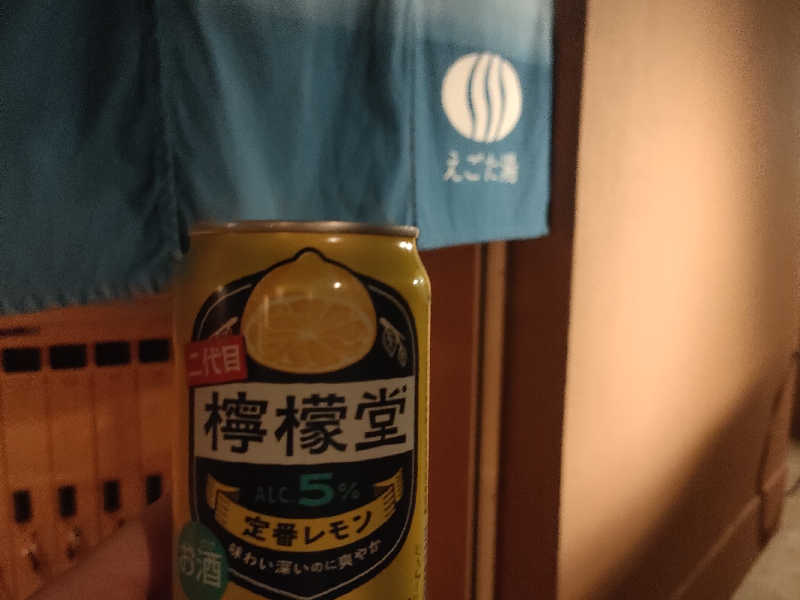 えごた湯
二代目
檸檬堂
ALC.5%
定番レモン
味わい深いのに爽やか
お酒